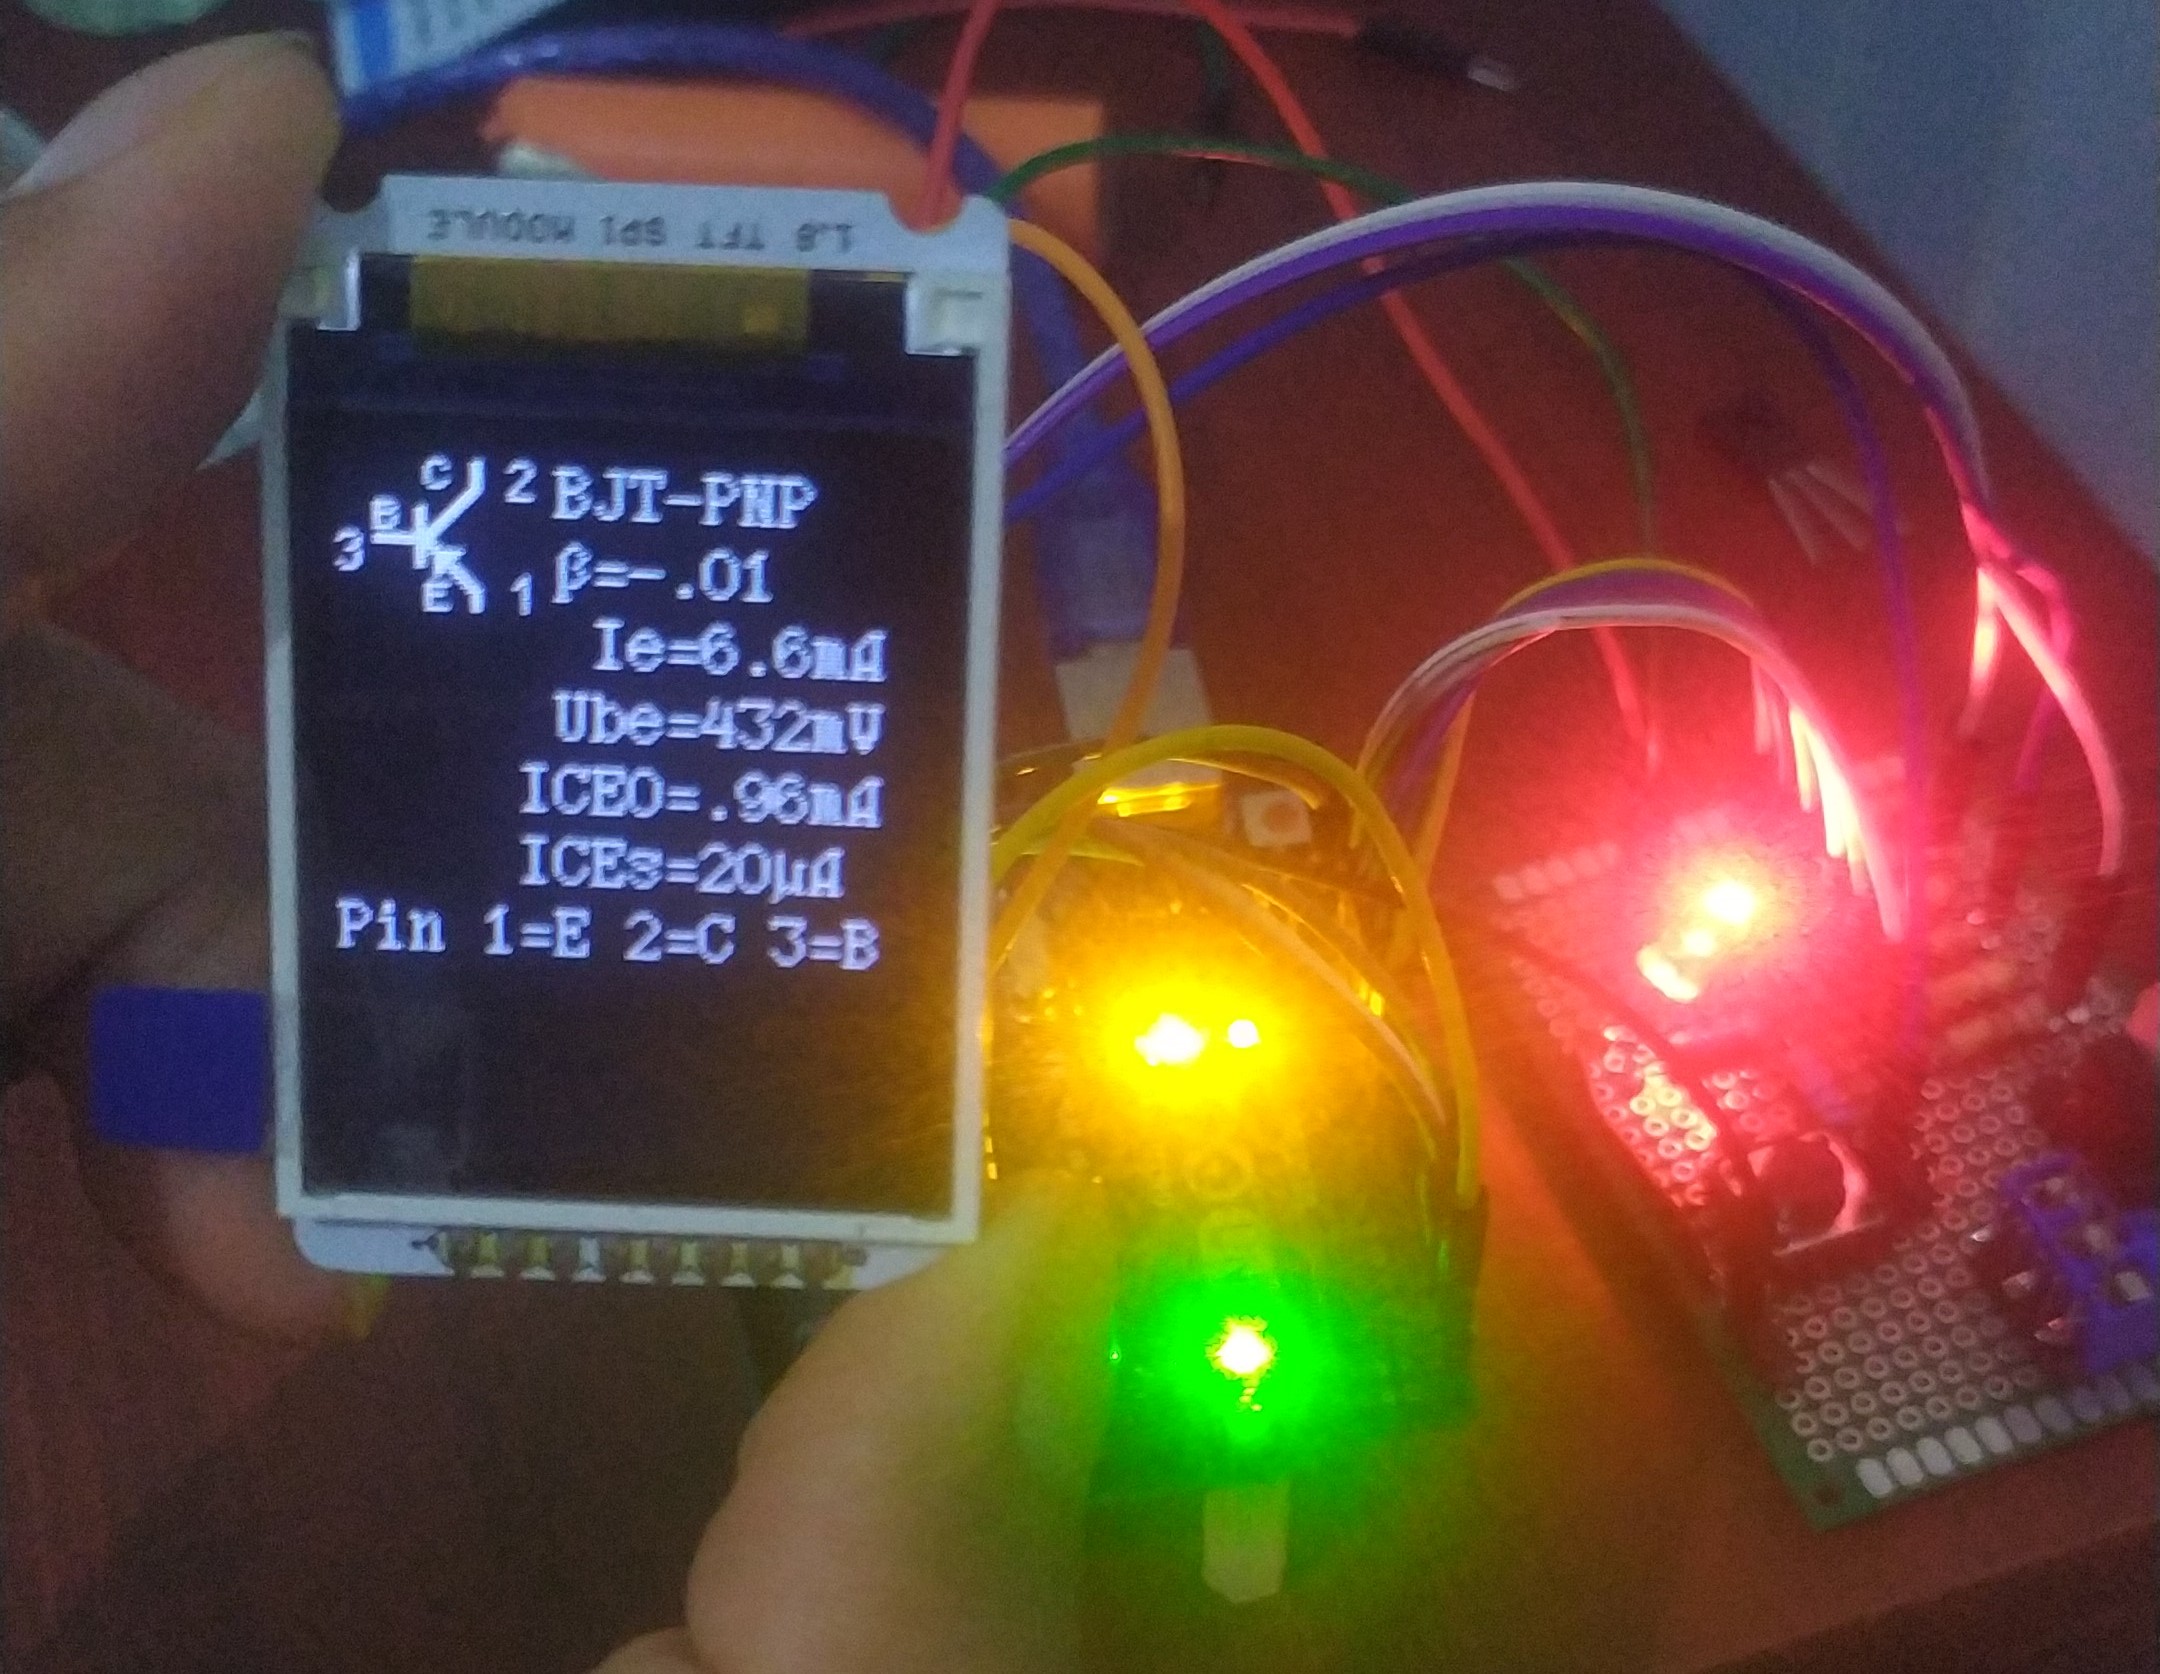 1.8 TFT SPI MODULE
C 2 BJT-PNP
B
3
E 1 β=-.01
Ie=6.6mA
Ube=432mV
ICE0=.96mA
ICEs=20µA
Pin 1=E 2=C 3=B